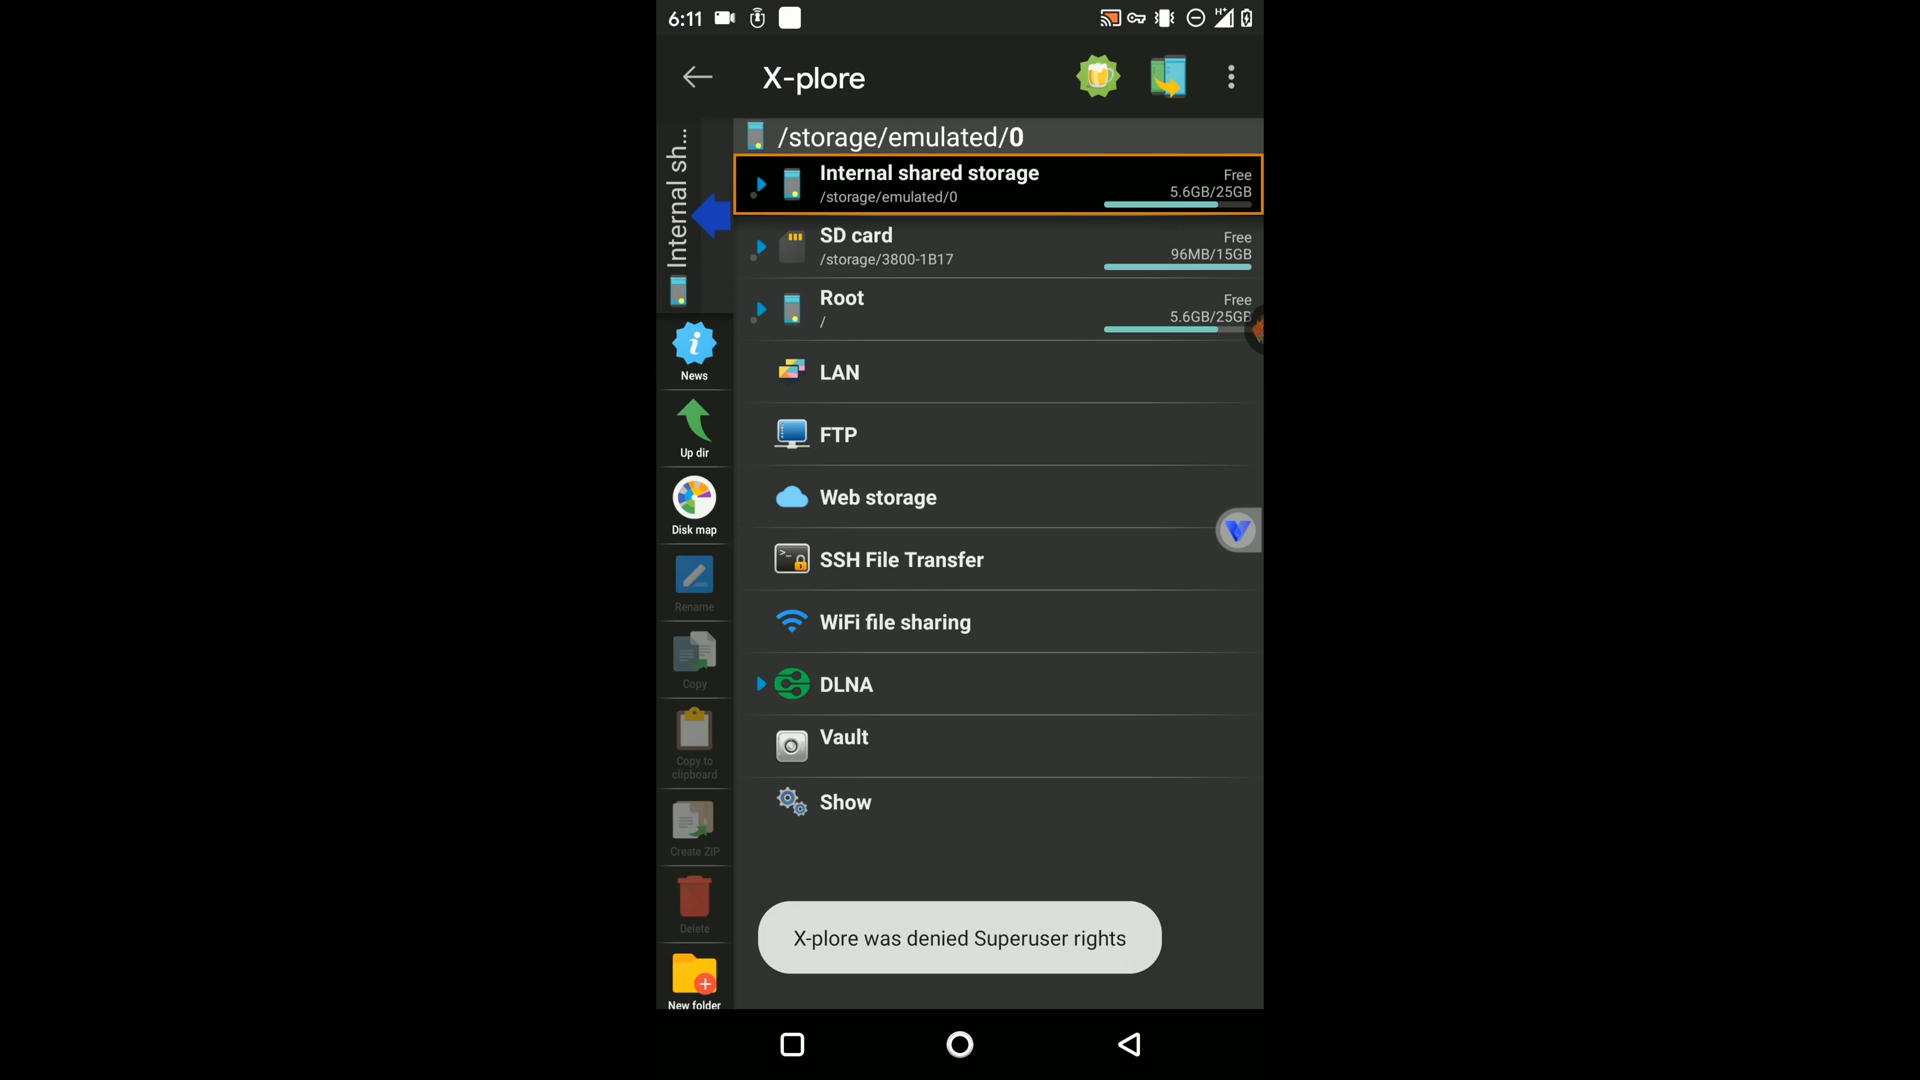 6:11
H+
X-plore
Internal sh...
/storage/emulated/0
Internal shared storage
/storage/emulated/0
Free
5.6GB/25GB
SD card
/storage/3800-1B17
Free
96MB/15GB
Root
/
Free
5.6GB/25GB
LAN
FTP
Web storage
SSH File Transfer
WiFi file sharing
DLNA
Vault
Show
News
Up dir
Disk map
Rename
Copy
Copy to
clipboard
Create ZIP
Delete
New folder
X-plore was denied Superuser rights